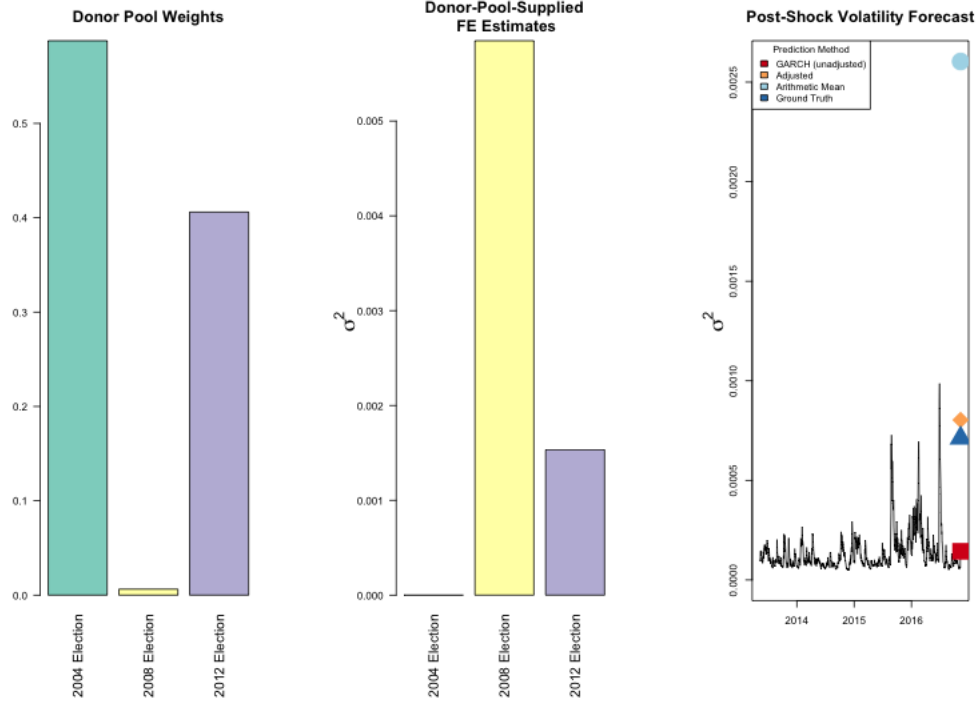 Donor Pool Weights
0.5
0.4
0.3
0.2
0.1
0.0
2004 Election
2008 Election
2012 Election
Donor-Pool-Supplied
FE Estimates
σ²
0.005
0.004
0.003
0.002
0.001
0.000
2004 Election
2008 Election
2012 Election
Post-Shock Volatility Forecast
Prediction Method
GARCH (unadjusted)
Adjusted
Arithmetic Mean
Ground Truth
σ²
0.0025
0.0020
0.0015
0.0010
0.0005
0.0000
2014
2015
2016